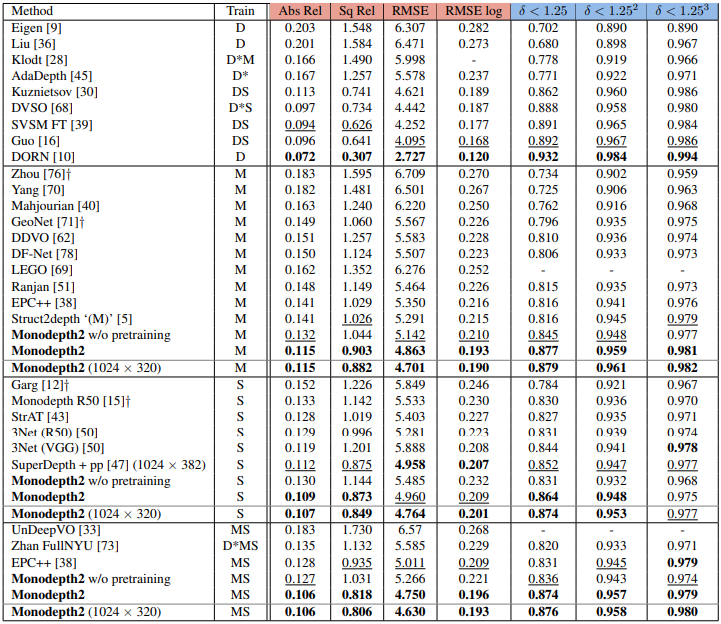 Method Train Abs Rel Sq Rel RMSE RMSE log δ < 1.25 δ < 1.25² δ < 1.25³
Eigen [9] D 0.203 1.548 6.307 0.282 0.702 0.890 0.890
Liu [36] D 0.201 1.584 6.471 0.273 0.680 0.898 0.967
Klodt [28] D*M 0.166 1.490 5.998 - 0.778 0.919 0.966
AdaDepth [45] D* 0.167 1.257 5.578 0.237 0.771 0.922 0.971
Kuznietsov [30] DS 0.113 0.741 4.621 0.189 0.862 0.960 0.986
DVSO [68] D*S 0.097 0.734 4.442 0.187 0.888 0.958 0.980
SVSM FT [39] DS 0.094 0.626 4.252 0.177 0.891 0.965 0.984
Guo [16] DS 0.096 0.641 4.095 0.168 0.892 0.967 0.986
DORN [10] D 0.072 0.307 2.727 0.120 0.932 0.984 0.994
Zhou [76]† M 0.183 1.595 6.709 0.270 0.734 0.902 0.959
Yang [70] M 0.182 1.481 6.501 0.267 0.725 0.906 0.963
Mahjourian [40] M 0.163 1.240 6.220 0.250 0.762 0.916 0.968
GeoNet [71]† M 0.149 1.060 5.567 0.226 0.796 0.935 0.975
DDVO [62] M 0.151 1.257 5.583 0.228 0.810 0.936 0.974
DF-Net [78] M 0.150 1.124 5.507 0.223 0.806 0.933 0.973
LEGO [69] M 0.162 1.352 6.276 0.252 - - -
Ranjan [51] M 0.148 1.149 5.464 0.226 0.815 0.935 0.973
EPC++ [38] M 0.141 1.029 5.350 0.216 0.816 0.941 0.976
Struct2depth ‘(M)’ [5] M 0.141 1.026 5.291 0.215 0.816 0.945 0.979
Monodepth2 w/o pretraining M 0.132 1.044 5.142 0.210 0.845 0.948 0.977
Monodepth2 M 0.115 0.903 4.863 0.193 0.877 0.959 0.981
Monodepth2 (1024 × 320) M 0.115 0.882 4.701 0.190 0.879 0.961 0.982
Garg [12]† S 0.152 1.226 5.849 0.246 0.784 0.921 0.967
Monodepth R50 [15]† S 0.133 1.142 5.533 0.230 0.830 0.936 0.970
StrAT [43] S 0.128 1.019 5.403 0.227 0.827 0.935 0.971
3Net (R50) [50] S 0.129 0.996 5.281 0.223 0.831 0.939 0.974
3Net (VGG) [50] S 0.119 1.201 5.888 0.208 0.844 0.941 0.978
SuperDepth + pp [47] (1024 × 382) S 0.112 0.875 4.958 0.207 0.852 0.947 0.977
Monodepth2 w/o pretraining S 0.130 1.144 5.485 0.232 0.831 0.932 0.968
Monodepth2 S 0.109 0.873 4.960 0.209 0.864 0.948 0.975
Monodepth2 (1024 × 320) S 0.107 0.849 4.764 0.201 0.874 0.953 0.977
UnDeepVO [33] MS 0.183 1.730 6.57 0.268 - - -
Zhan FullNYU [73] D*MS 0.135 1.132 5.585 0.229 0.820 0.933 0.971
EPC++ [38] MS 0.128 0.935 5.011 0.209 0.831 0.945 0.979
Monodepth2 w/o pretraining MS 0.127 1.031 5.266 0.221 0.836 0.943 0.974
Monodepth2 MS 0.106 0.818 4.750 0.196 0.874 0.957 0.979
Monodepth2 (1024 × 320) MS 0.106 0.806 4.630 0.193 0.876 0.958 0.980